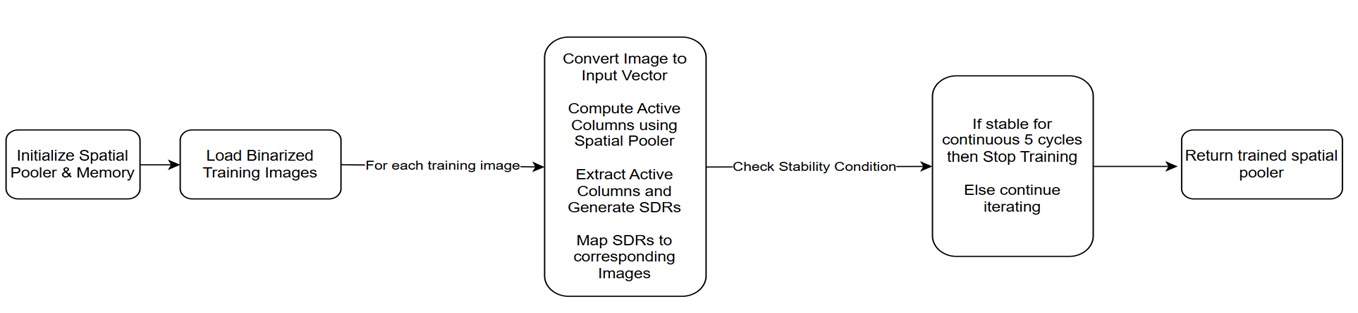 Initialize Spatial
Pooler & Memory
Load Binarized
Training Images
For each training image
Convert Image to
Input Vector
Compute Active
Columns using
Spatial Pooler
Extract Active
Columns and
Generate SDRs
Map SDRs to
corresponding
Images
Check Stability Condition
If stable for
continuous 5 cycles
then Stop Training
Else continue
iterating
Return trained spatial
pooler